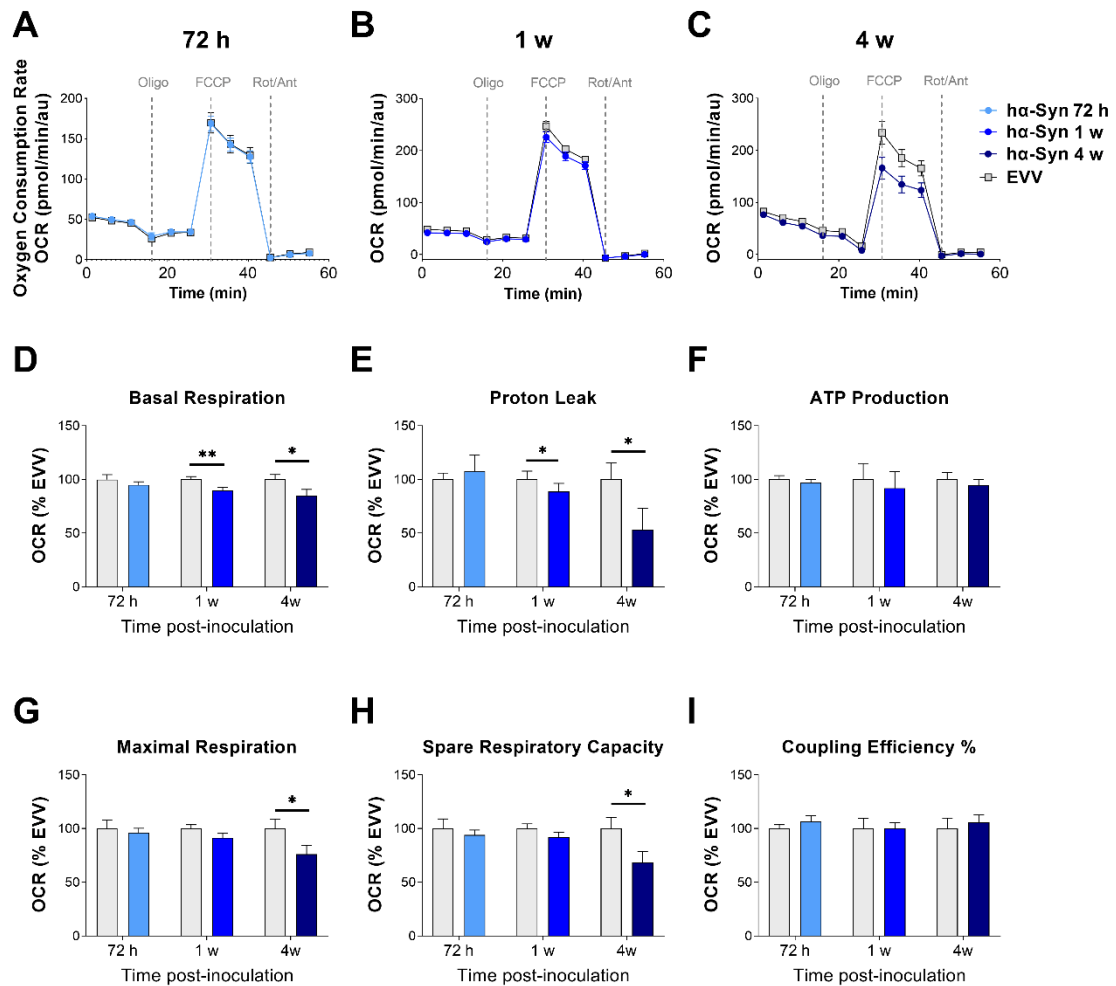 A
72 h
B
1 w
C
4 w
Oligo
FCCP
Rot/Ant
Oligo
FCCP
Rot/Ant
Oligo
FCCP
Rot/Ant
Oxygen Consumption Rate
OCR (pmol/min/au)
200
150
100
50
0
0
20
40
60
Time (min)
OCR (pmol/min/au)
300
200
100
0
0
20
40
60
Time (min)
OCR (pmol/min/au)
300
200
100
0
0
20
40
60
Time (min)
hα-Syn 72 h
hα-Syn 1 w
hα-Syn 4 w
EVV
D
Basal Respiration
OCR (% EVV)
150
100
50
0
**
*
72 h
1 w
4w
Time post-inoculation
E
Proton Leak
OCR (% EVV)
150
100
50
0
*
*
72 h
1 w
4w
Time post-inoculation
F
ATP Production
OCR (% EVV)
150
100
50
0
72 h
1 w
4w
Time post-inoculation
G
Maximal Respiration
OCR (% EVV)
150
100
50
0
*
72 h
1 w
4w
Time post-inoculation
H
Spare Respiratory Capacity
OCR (% EVV)
150
100
50
0
*
72 h
1 w
4w
Time post-inoculation
I
Coupling Efficiency %
OCR (% EVV)
150
100
50
0
72 h
1 w
4w
Time post-inoculation